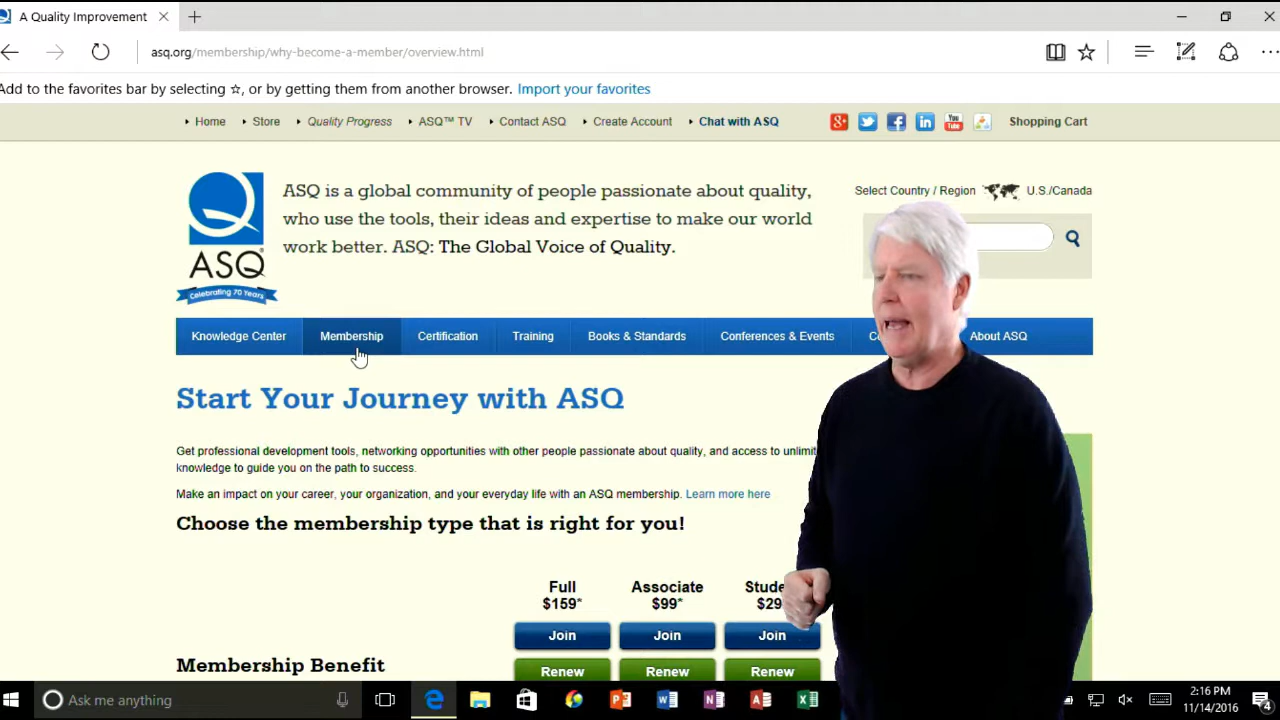 A Quality Improvement
asq.org/membership/why-become-a-member/overview.html
Add to the favorites bar by selecting ☆, or by getting them from another browser. Import your favorites
Home Store Quality Progress ASQ™ TV Contact ASQ Create Account Chat with ASQ Shopping Cart
ASQ is a global community of people passionate about quality,
who use the tools, their ideas and expertise to make our world
work better. ASQ: The Global Voice of Quality.
Select Country / Region U.S./Canada
ASQ
Celebrating 70 Years
Knowledge Center Membership Certification Training Books & Standards Conferences & Events About ASQ
Start Your Journey with ASQ
Get professional development tools, networking opportunities with other people passionate about quality, and access to
knowledge to guide you on the path to success.
Make an impact on your career, your organization, and your everyday life with an ASQ membership. Learn more here
Choose the membership type that is right for you!
Full Associate
$159* $99* $29
Join Join Join
Membership Benefit
Renew Renew Renew
Ask me anything
2:16 PM
11/14/2016
4